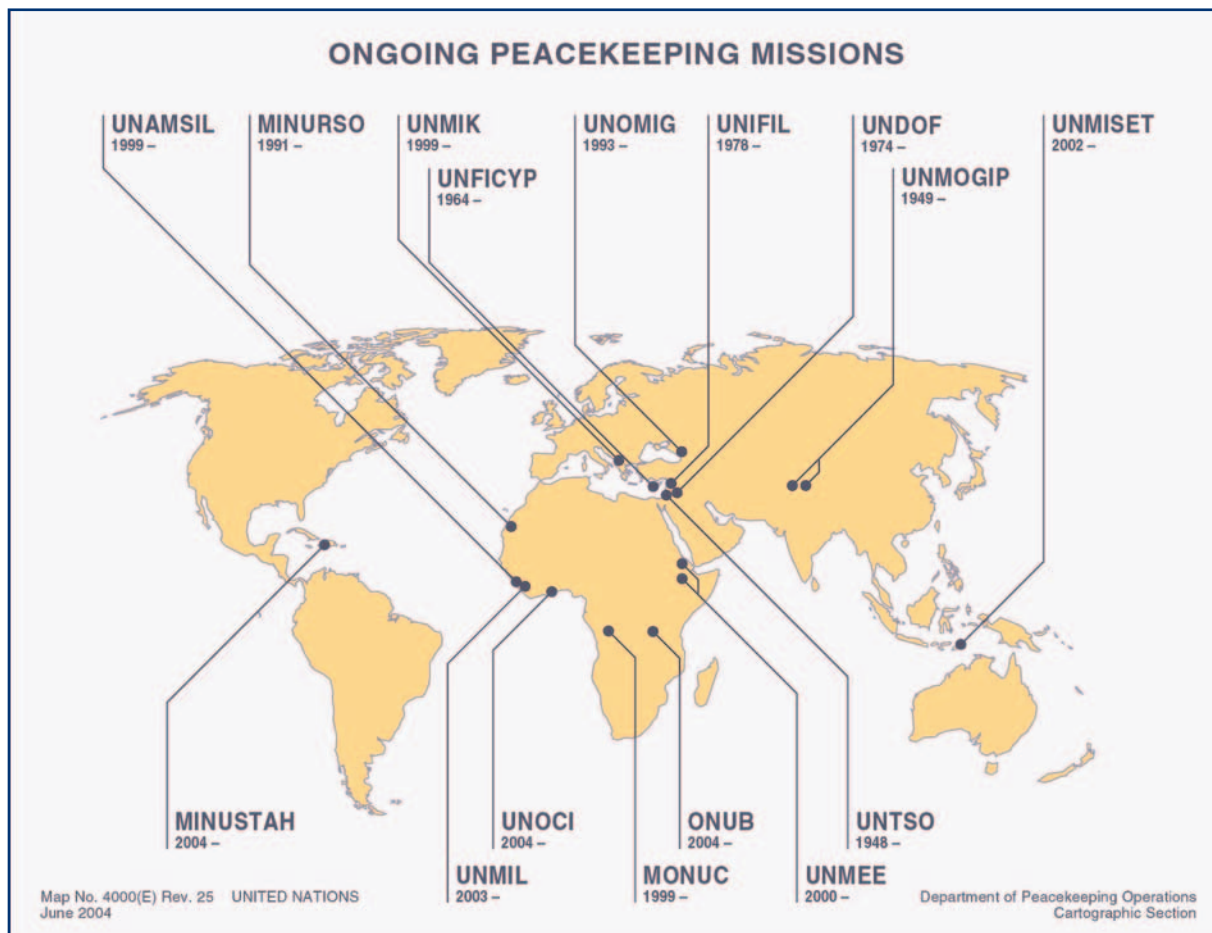 ONGOING PEACEKEEPING MISSIONS
UNAMSIL
1999 –
MINURSO
1991 –
UNMIK
1999 –
UNOMIG
1993 –
UNIFIL
1978 –
UNDOF
1974 –
UNMISET
2002 –
UNFICYP
1964 –
UNMOGIP
1949 –
MINUSTAH
2004 –
UNOCI
2004 –
ONUB
2004 –
UNTSO
1948 –
UNMIL
2003 –
MONUC
1999 –
UNMEE
2000 –
Map No. 4000(E) Rev. 25 UNITED NATIONS
June 2004
Department of Peacekeeping Operations
Cartographic Section